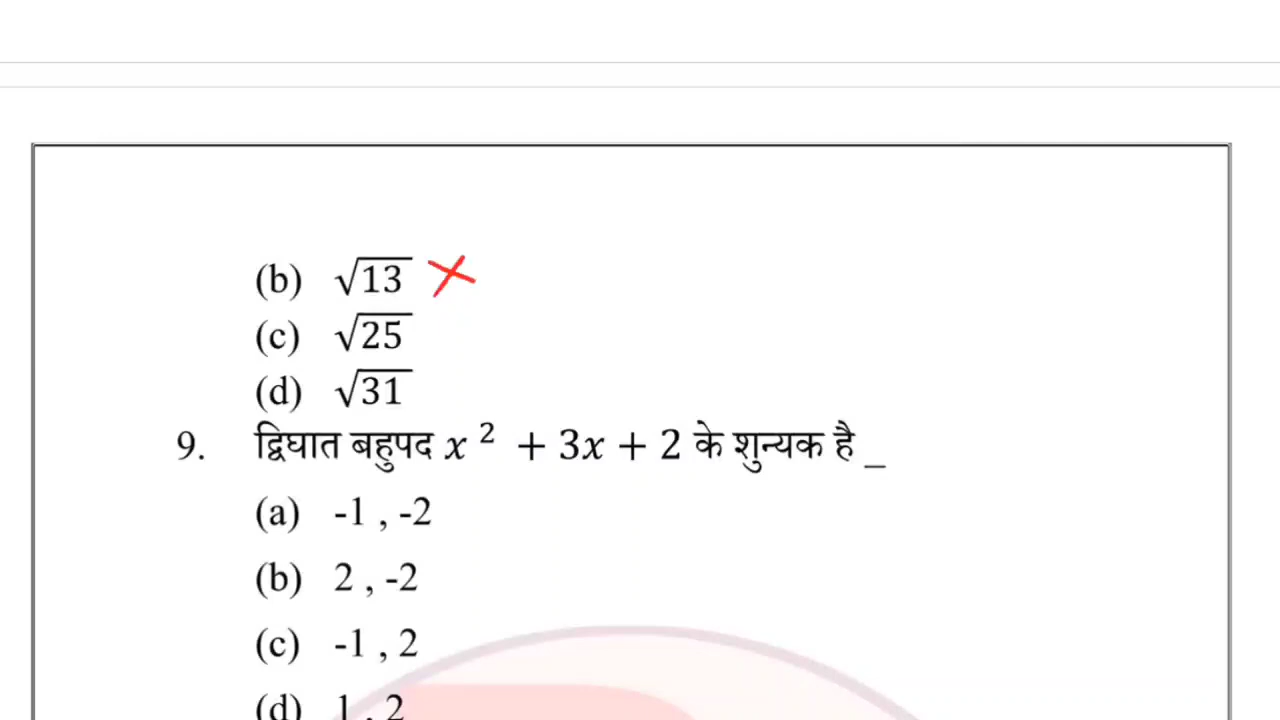 (b) √13
(c) √25
(d) √31
9. द्विघात बहुपद x² + 3x + 2 के शुन्यक है _
(a) -1 , -2
(b) 2 , -2
(c) -1 , 2
(d) 1 , 2